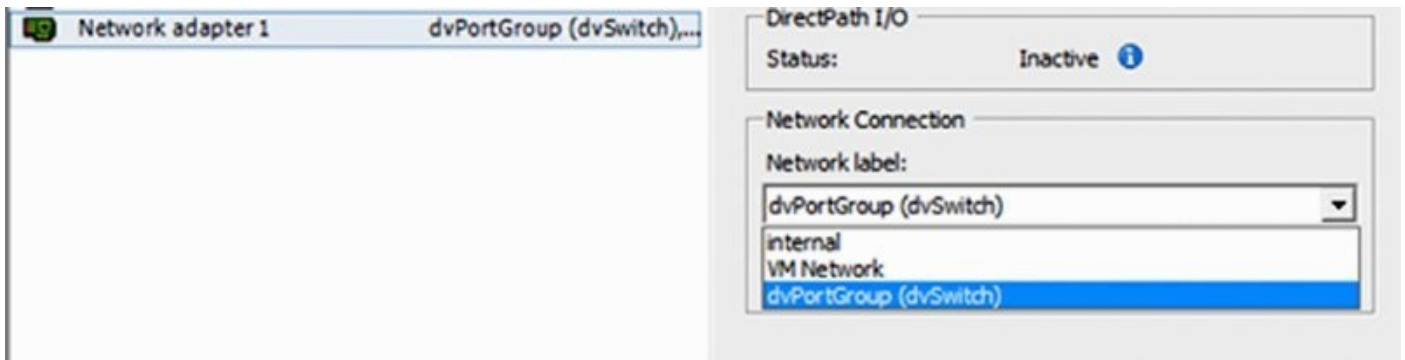 Network adapter 1 dvPortGroup (dvSwitch),...
DirectPath I/O
Status: Inactive
Network Connection
Network label:
dvPortGroup (dvSwitch)
internal
VM Network
dvPortGroup (dvSwitch)